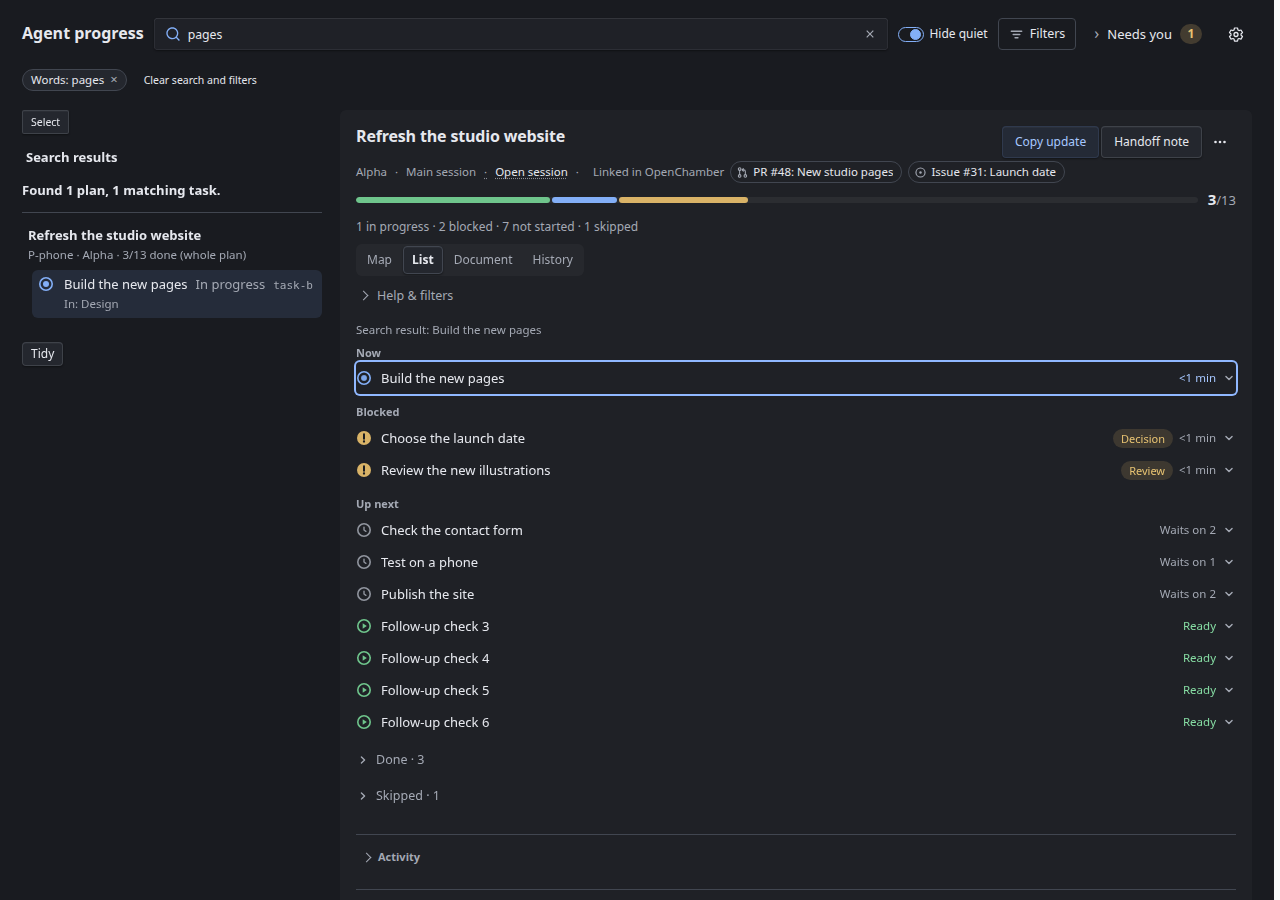 Agent progress
pages
Hide quiet
Filters
Needs you 1
Words: pages ×
Clear search and filters
Select
Search results
Found 1 plan, 1 matching task.
Refresh the studio website
P-phone · Alpha · 3/13 done (whole plan)
Build the new pages In progress task-b
In: Design
Tidy
Refresh the studio website
Copy update
Handoff note
Alpha · Main session · Open session · Linked in OpenChamber PR #48: New studio pages Issue #31: Launch date
3/13
1 in progress · 2 blocked · 7 not started · 1 skipped
Map List Document History
Help & filters
Search result: Build the new pages
Now
Build the new pages <1 min
Blocked
Choose the launch date Decision <1 min
Review the new illustrations Review <1 min
Up next
Check the contact form Waits on 2
Test on a phone Waits on 1
Publish the site Waits on 2
Follow-up check 3 Ready
Follow-up check 4 Ready
Follow-up check 5 Ready
Follow-up check 6 Ready
Done · 3
Skipped · 1
Activity